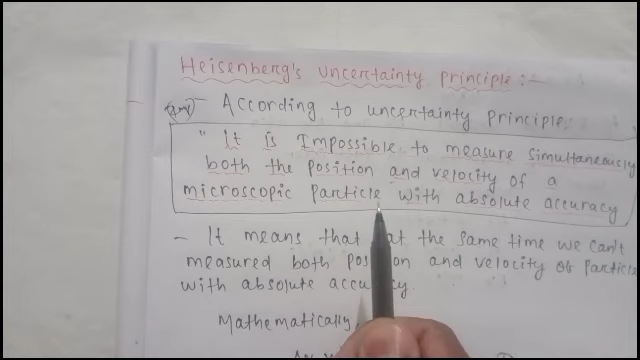 Heisenberg's uncertainty principle :-
- According to uncertainty principle.
" It is Impossible to measure simultaneously
both the position and velocity of a
microscopic particle with absolute accuracy
- It means that at the same time we can't
measured both position and velocity of particle
with absolute accuracy.
Mathematically,